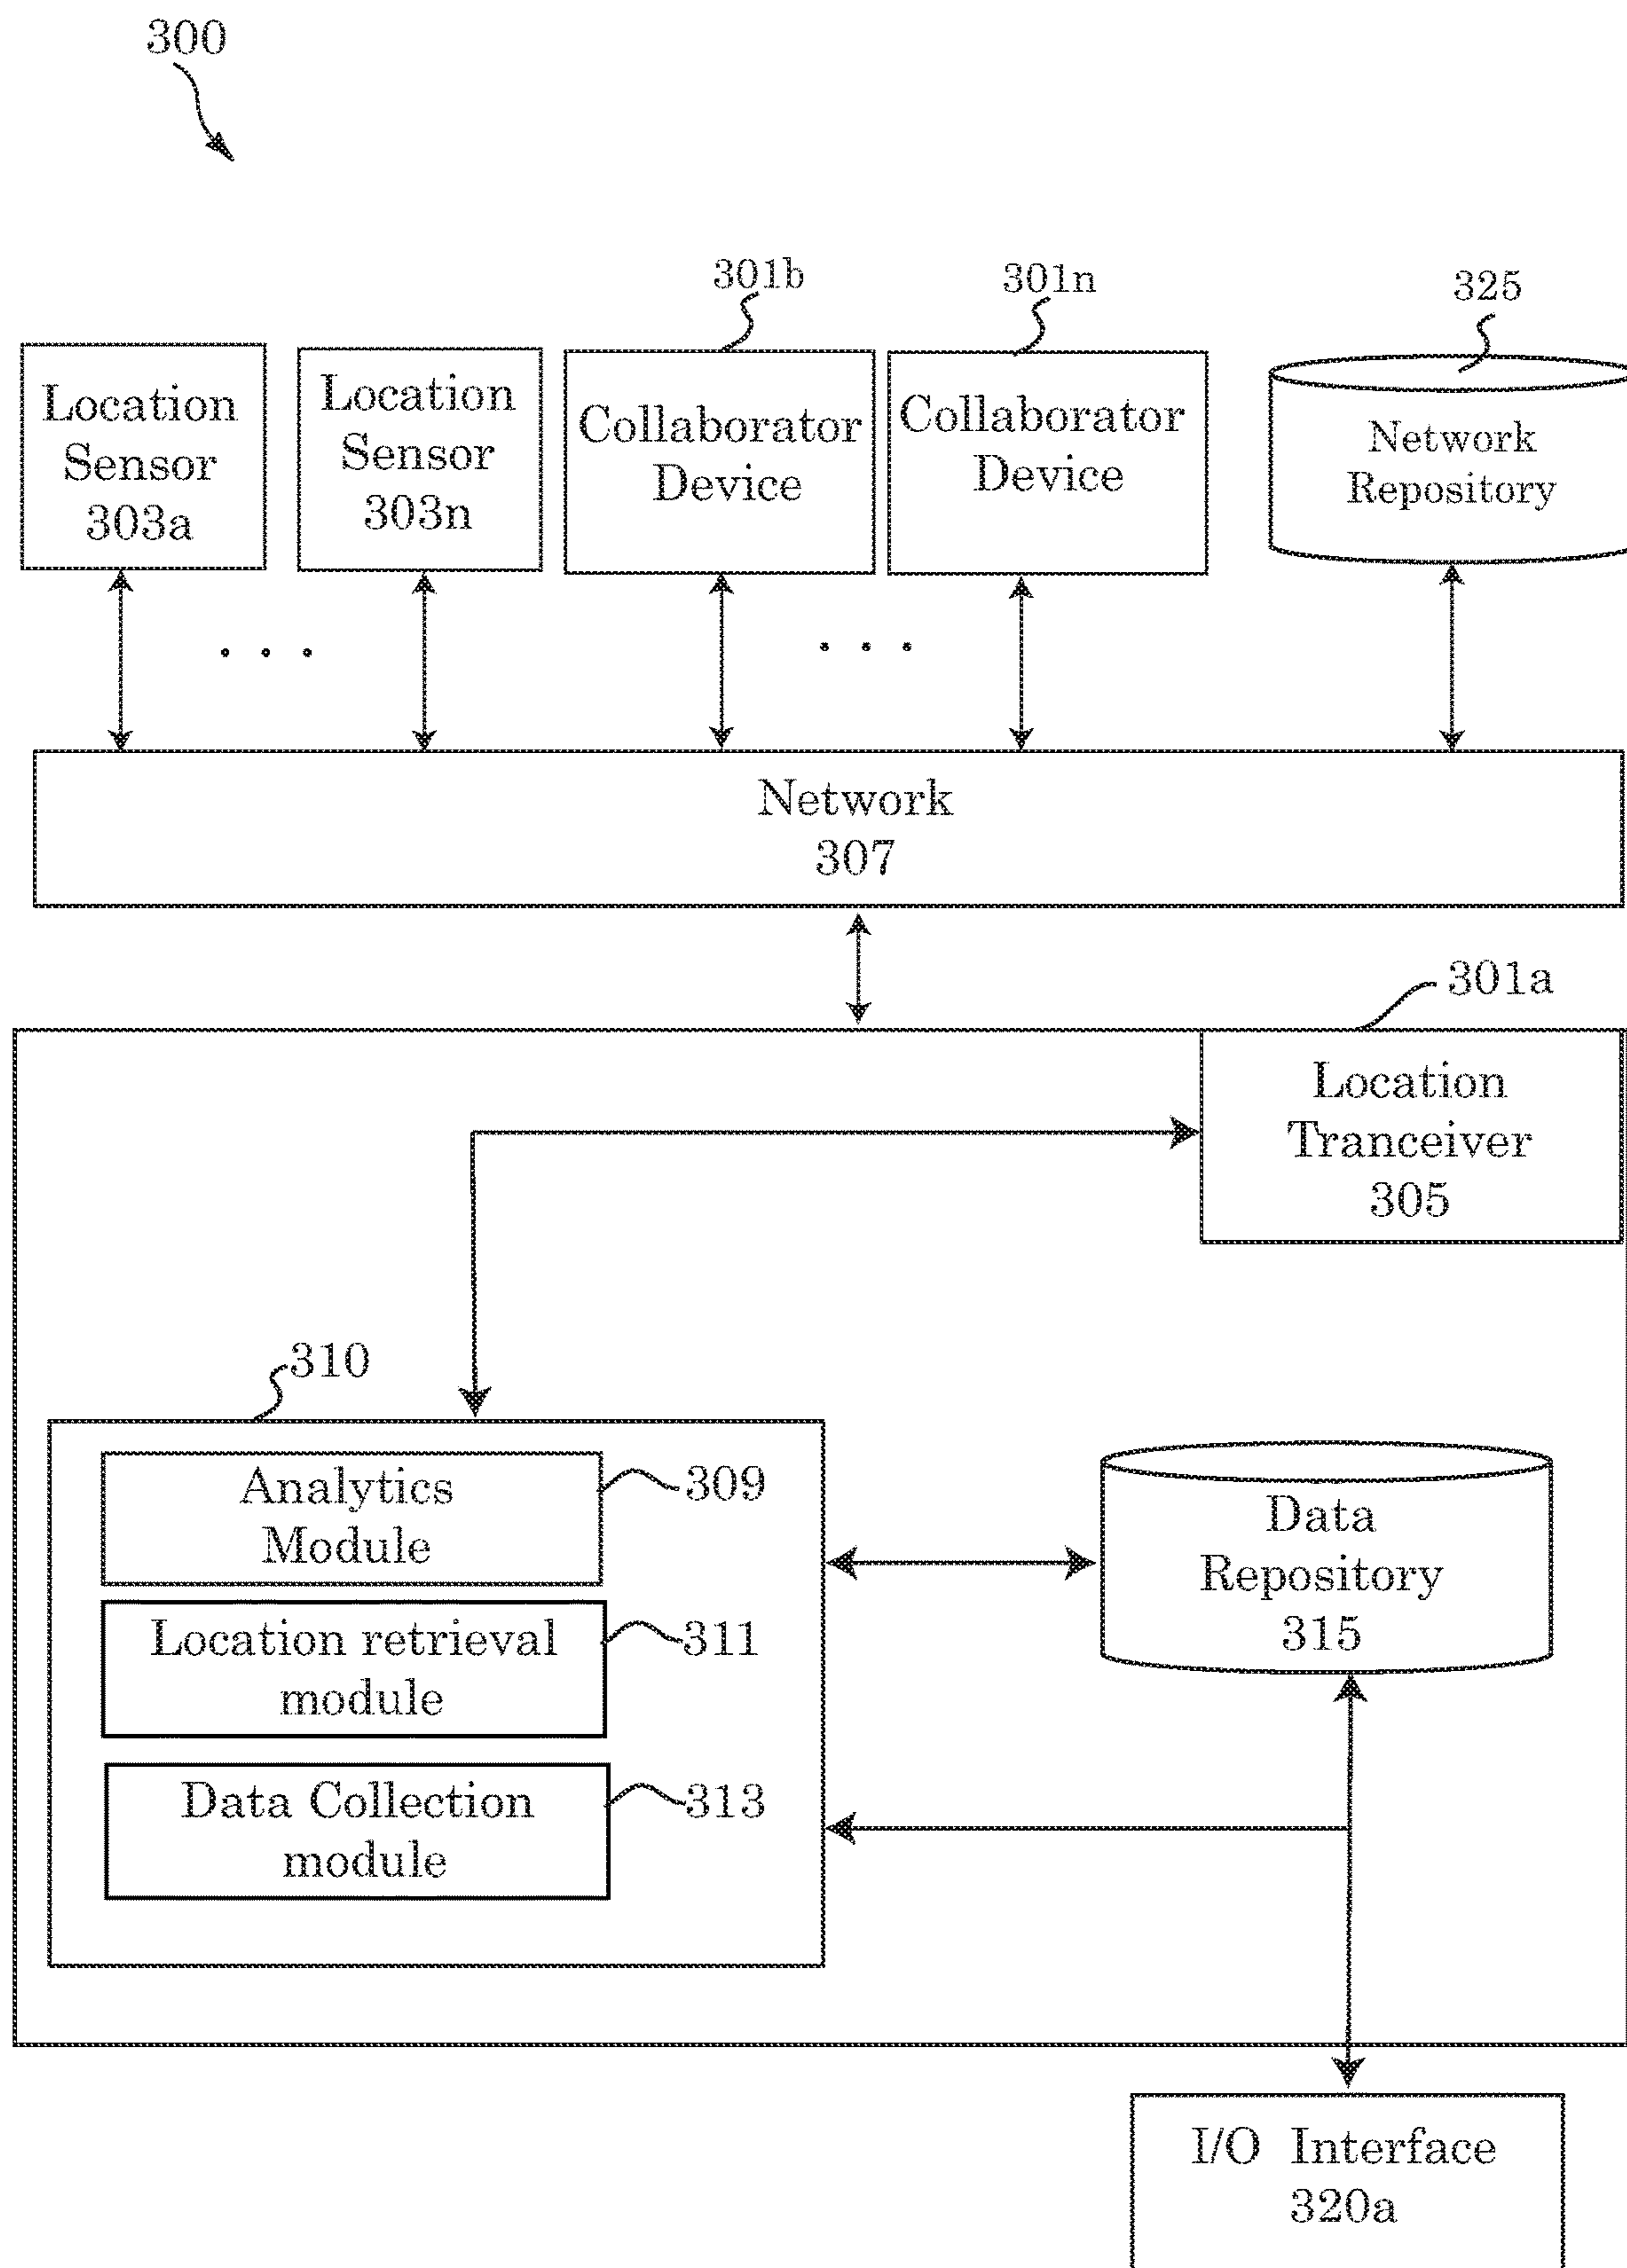 300
301b
301n
325
Location
Sensor
303a
Location
Sensor
303n
Collaborator
Device
Collaborator
Device
Network
Repository
Network
307
301a
Location
Tranceiver
305
310
Analytics
Module
309
Location retrieval
module
311
Data Collection
module
313
Data
Repository
315
I/O Interface
320a